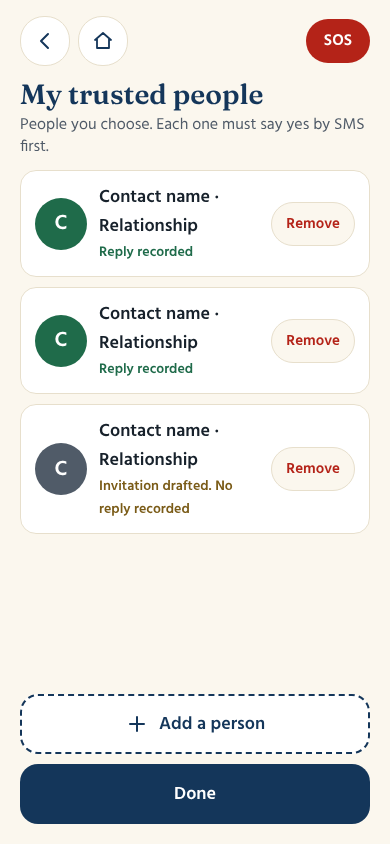 SOS
My trusted people
People you choose. Each one must say yes by SMS
first.
C
Contact name ·
Relationship
Reply recorded
Remove
C
Contact name ·
Relationship
Reply recorded
Remove
C
Contact name ·
Relationship
Invitation drafted. No
reply recorded
Remove
Add a person
Done